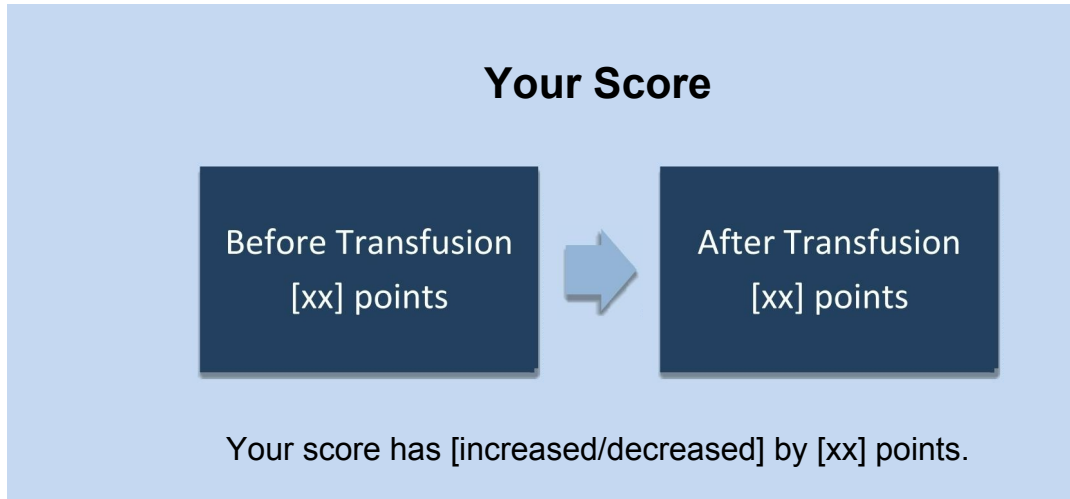 Your Score
Before Transfusion
[xx] points
After Transfusion
[xx] points
Your score has [increased/decreased] by [xx] points.